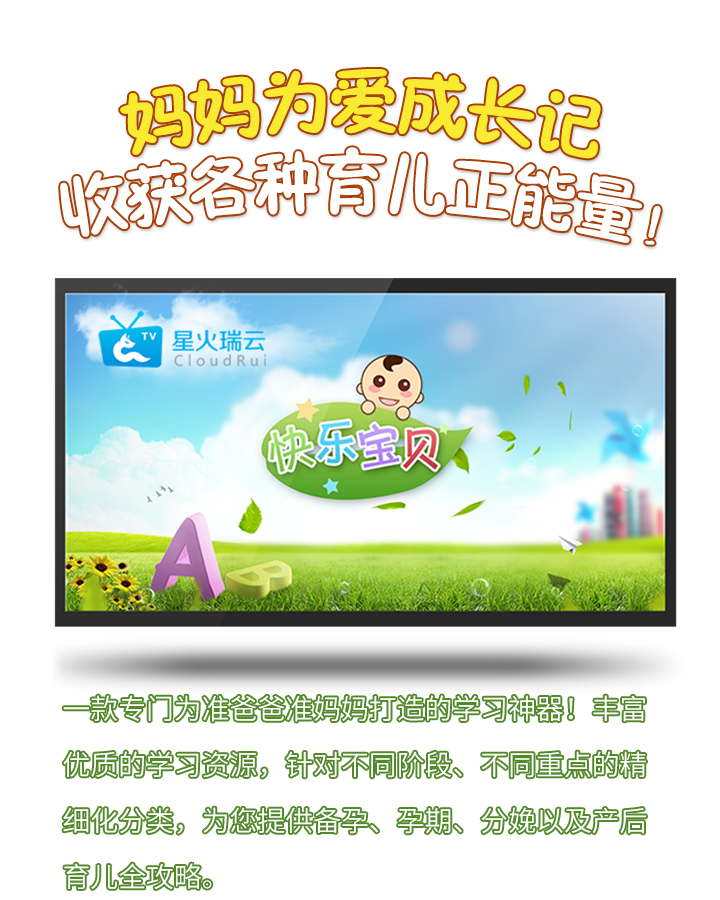 妈妈为爱成长记
收获各种育儿正能量！
TV
星火瑞云
CloudRui
快乐宝贝
A
B
一款专门为准爸爸准妈妈打造的学习神器！丰富
优质的学习资源，针对不同阶段、不同重点的精
细化分类，为您提供备孕、孕期、分娩以及产后
育儿全攻略。